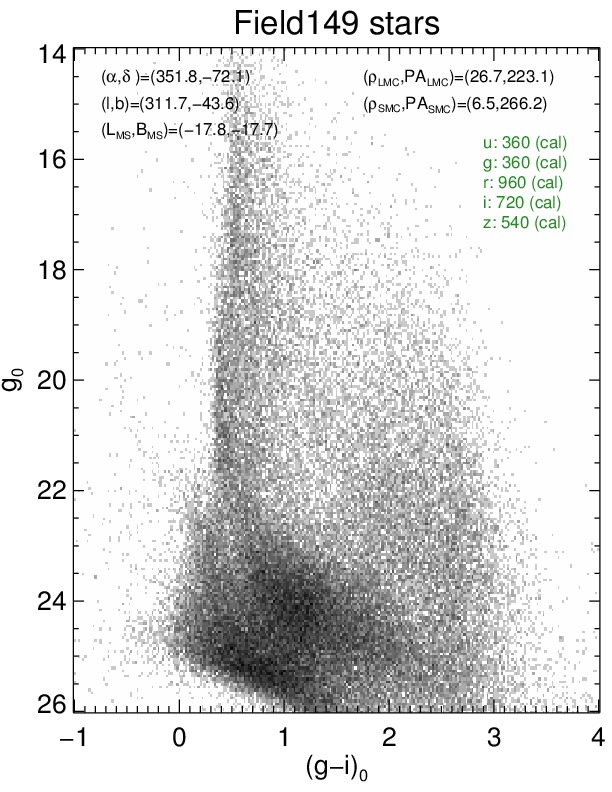 Field149 stars
(α,δ )=(351.8,−72.1)
(l,b)=(311.7,−43.6)
(L_MS,B_MS)=(−17.8,−17.7)
(ρ_LMC,PA_LMC)=(26.7,223.1)
(ρ_SMC,PA_SMC)=(6.5,266.2)
u: 360 (cal)
g: 360 (cal)
r: 960 (cal)
i: 720 (cal)
z: 540 (cal)
14
16
18
20
22
24
26
g₀
−1 0 1 2 3 4
(g−i)₀